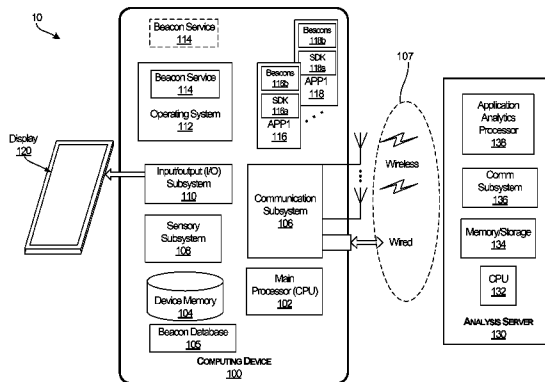 10
Beacon Service
114
Beacon Service
114
Operating System
112
Beacons
118b
SDK
118a
APP1
118
Beacons
116b
SDK
116a
APP1
116
107
Display
120
Input/output (I/O)
Subsystem
110
Sensory
Subsystem
108
Communication
Subsystem
106
Wireless
Wired
Device Memory
104
Main
Processor (CPU)
102
Beacon Database
105
COMPUTING DEVICE
100
Application
Analytics
Processor
138
Comm
Subsystem
136
Memory/Storage
134
CPU
132
ANALYSIS SERVER
130